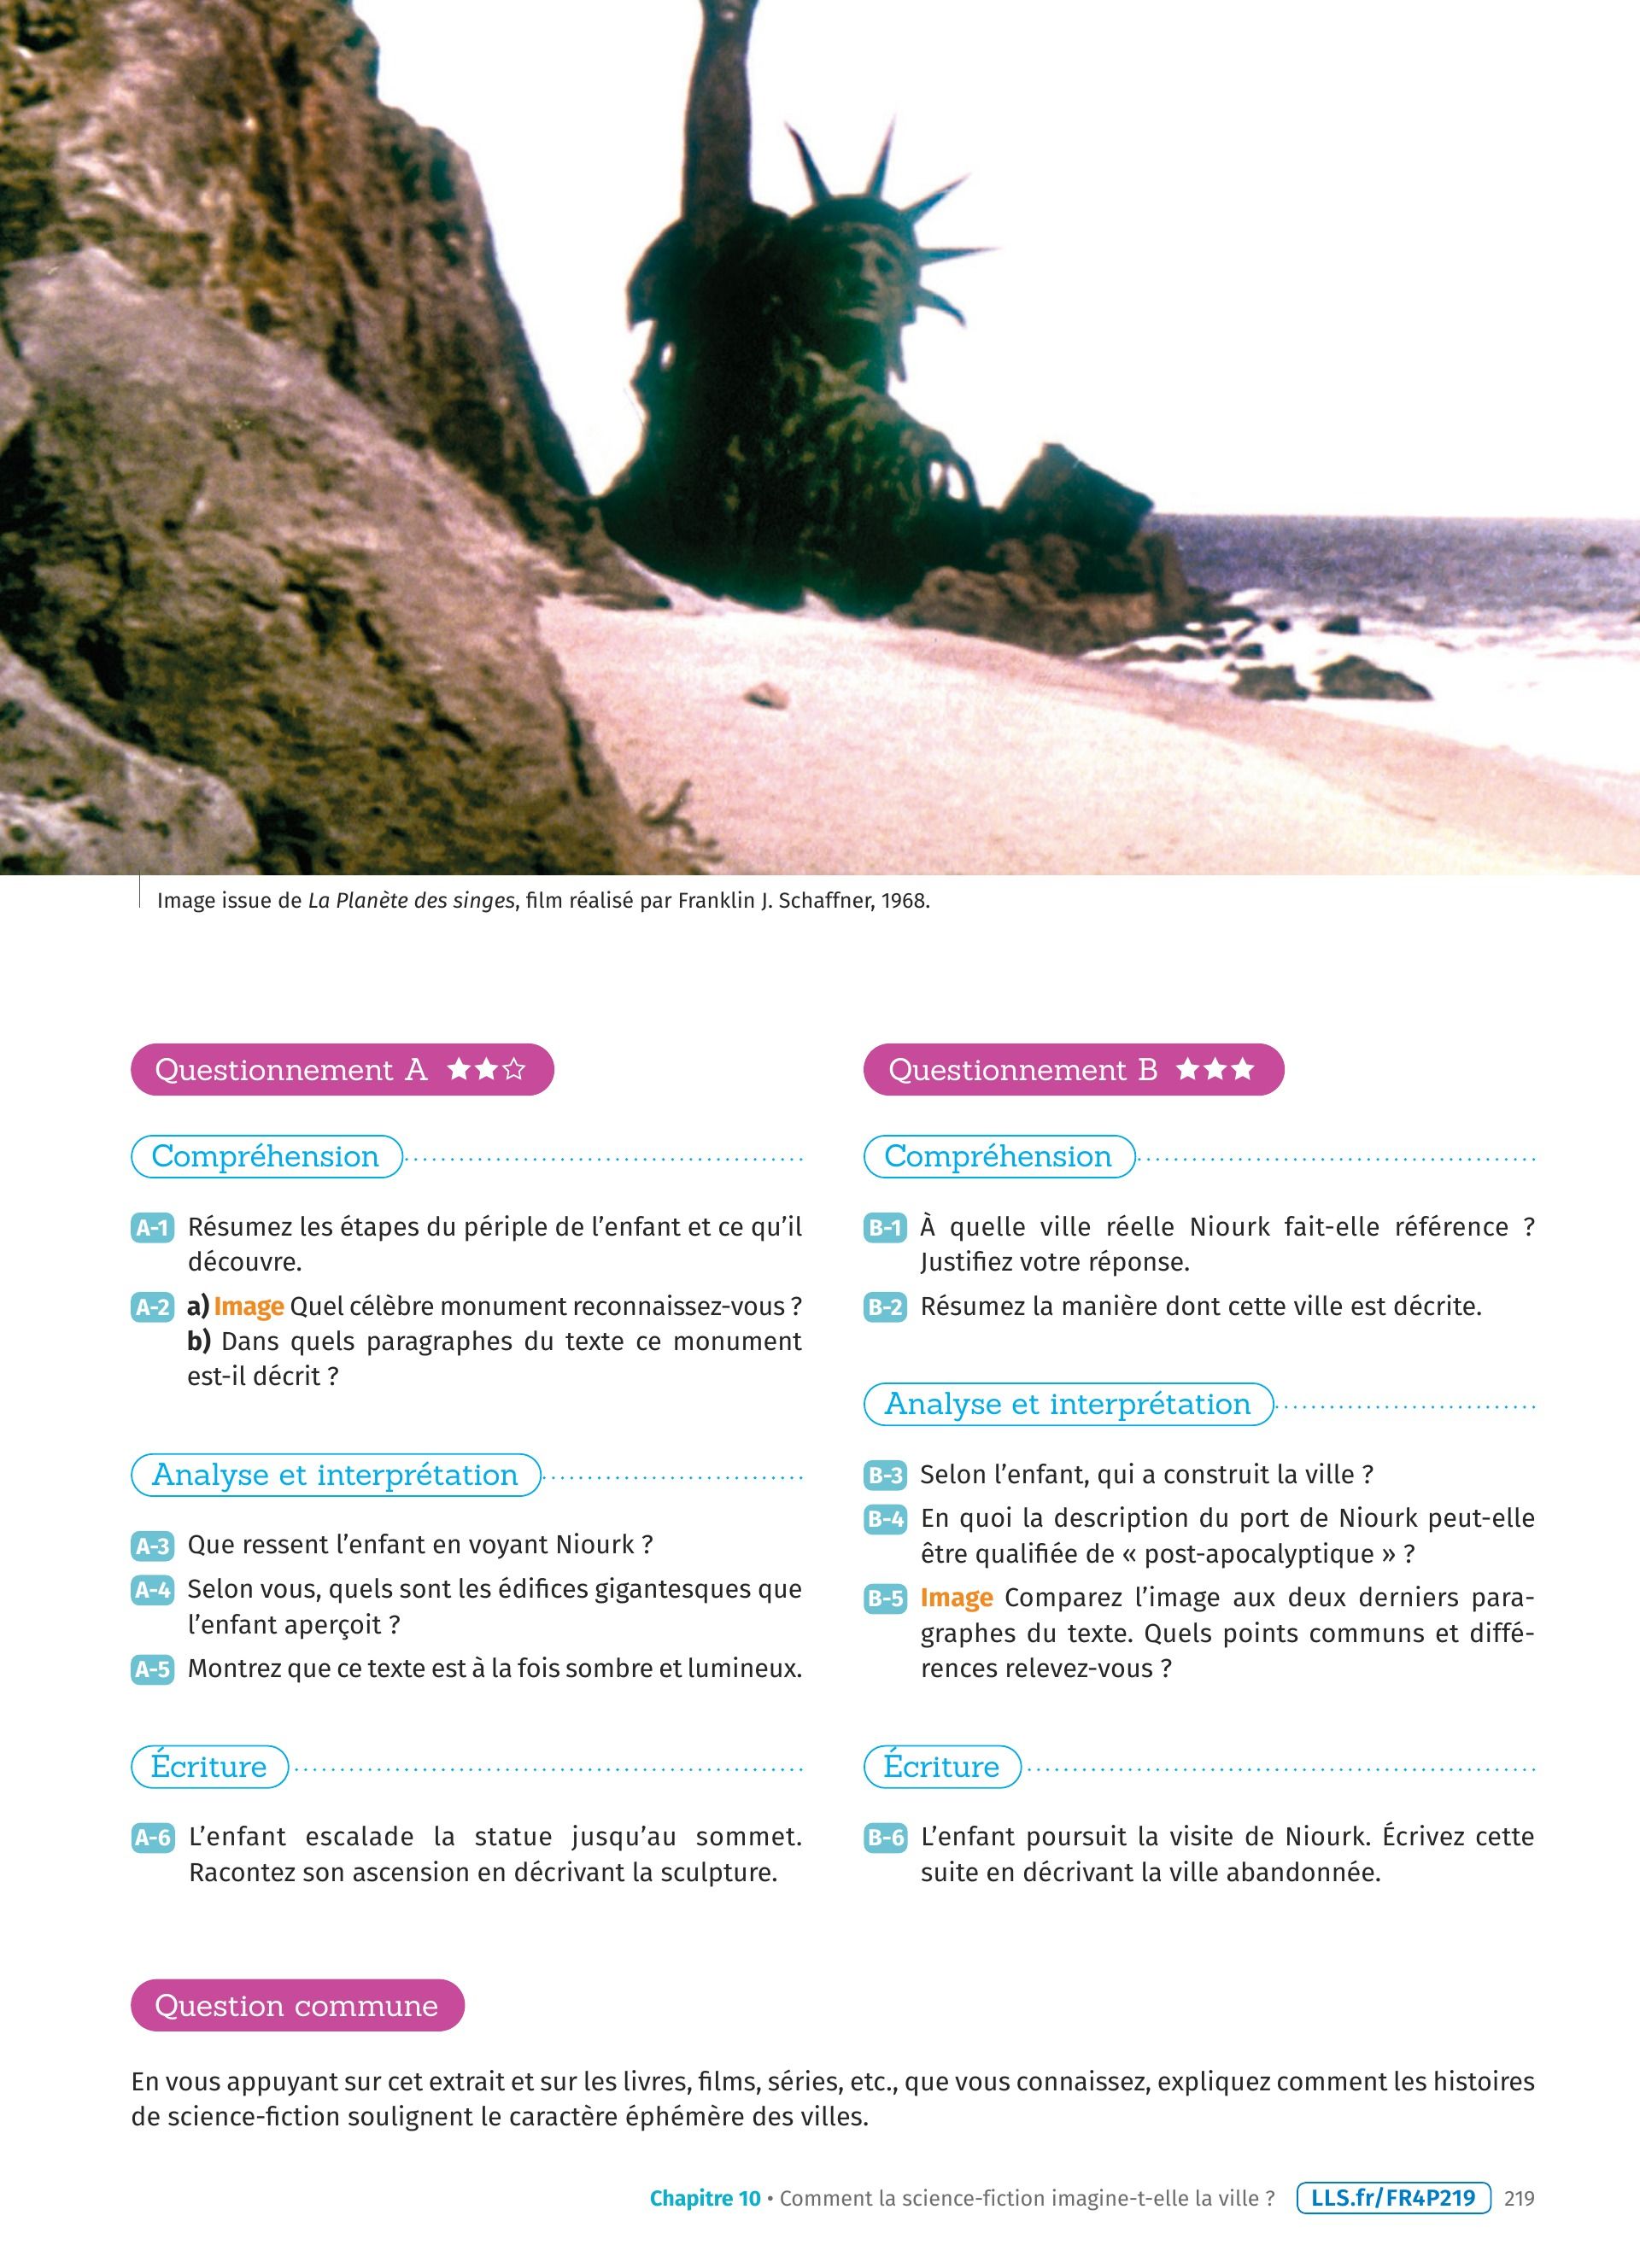 Image issue de La Planète des singes, film réalisé par Franklin J. Schaffner, 1968.
Questionnement A ★★☆
Compréhension
A-1 Résumez les étapes du périple de l’enfant et ce qu’il
découvre.
A-2 a) Image Quel célèbre monument reconnaissez-vous ?
b) Dans quels paragraphes du texte ce monument
est-il décrit ?
Analyse et interprétation
A-3 Que ressent l’enfant en voyant Niourk ?
A-4 Selon vous, quels sont les édifices gigantesques que
l’enfant aperçoit ?
A-5 Montrez que ce texte est à la fois sombre et lumineux.
Écriture
A-6 L’enfant escalade la statue jusqu’au sommet.
Racontez son ascension en décrivant la sculpture.
Questionnement B ★★★
Compréhension
B-1 À quelle ville réelle Niourk fait-elle référence ?
Justifiez votre réponse.
B-2 Résumez la manière dont cette ville est décrite.
Analyse et interprétation
B-3 Selon l’enfant, qui a construit la ville ?
B-4 En quoi la description du port de Niourk peut-elle
être qualifiée de « post-apocalyptique » ?
B-5 Image Comparez l’image aux deux derniers para-
graphes du texte. Quels points communs et diffé-
rences relevez-vous ?
Écriture
B-6 L’enfant poursuit la visite de Niourk. Écrivez cette
suite en décrivant la ville abandonnée.
Question commune
En vous appuyant sur cet extrait et sur les livres, films, séries, etc., que vous connaissez, expliquez comment les histoires
de science-fiction soulignent le caractère éphémère des villes.
Chapitre 10 • Comment la science-fiction imagine-t-elle la ville ? LLS.fr/FR4P219 219